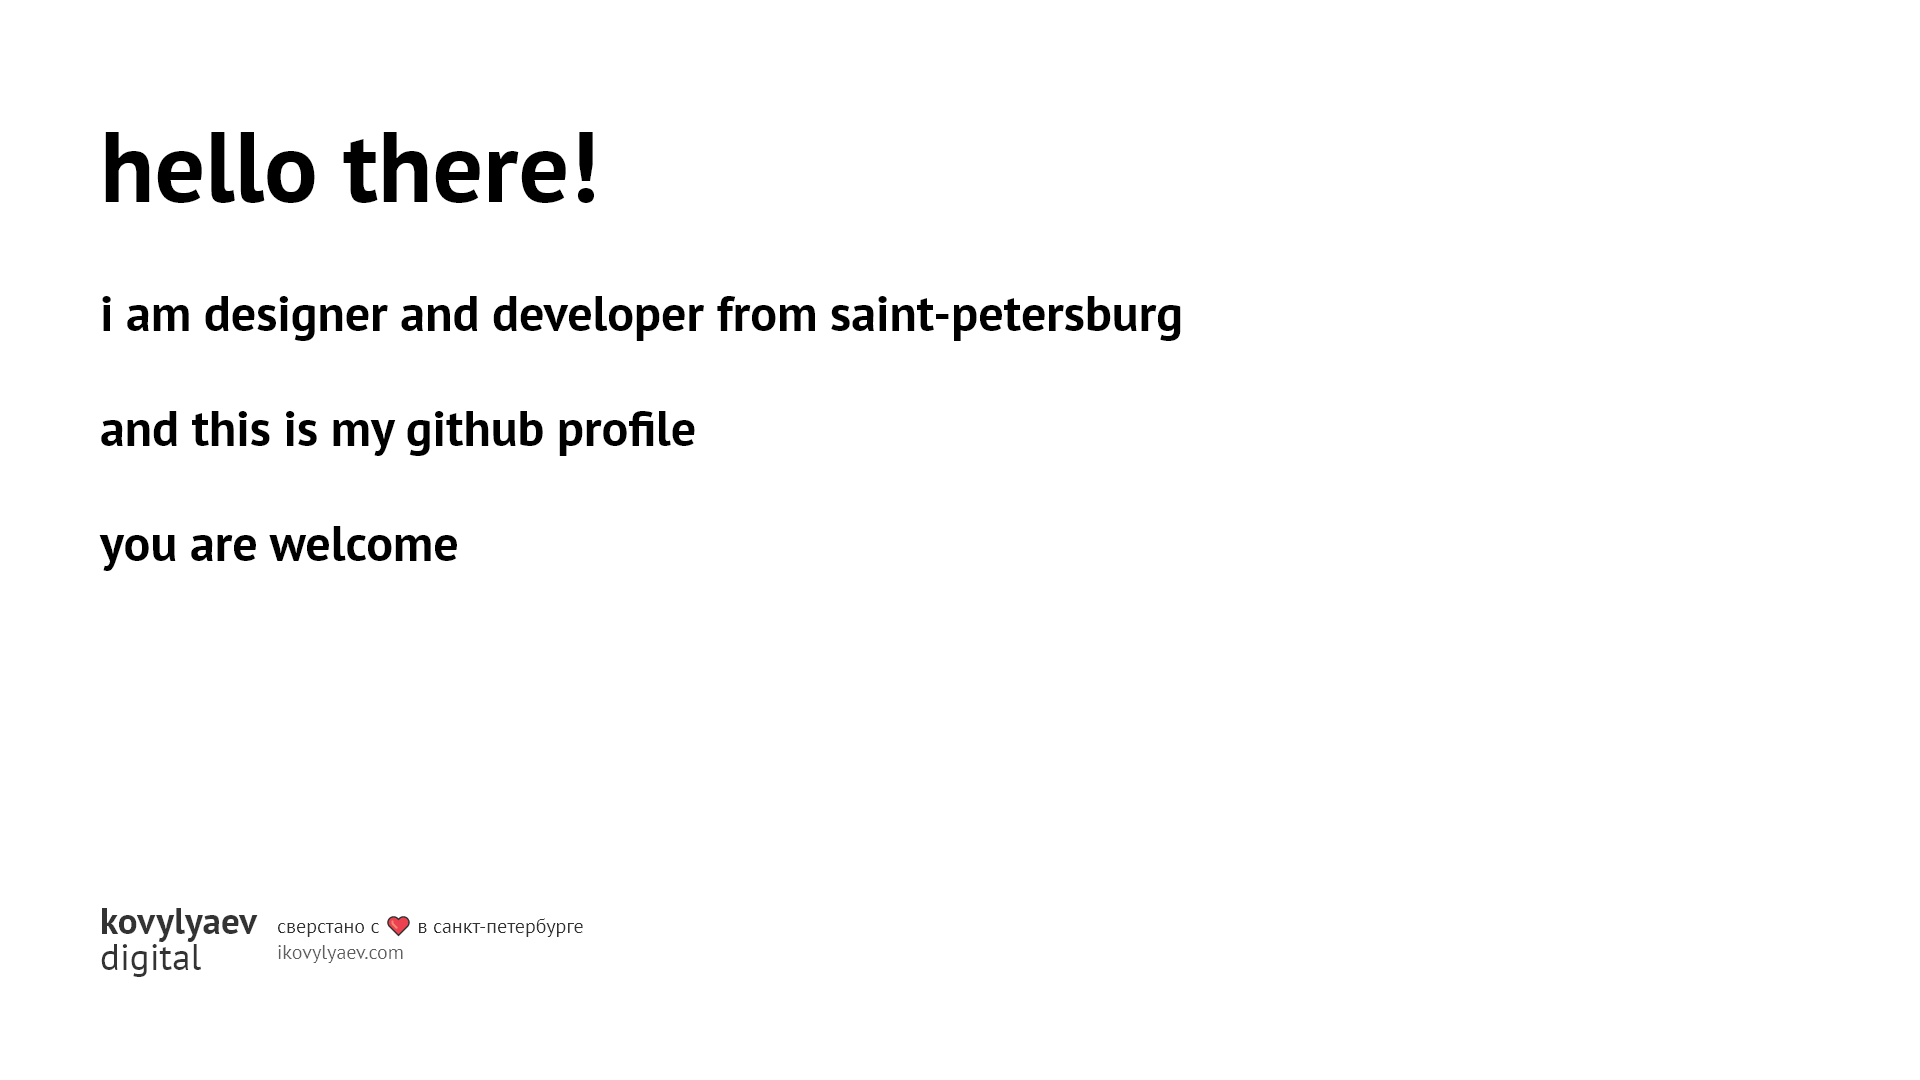 hello there!
i am designer and developer from saint-petersburg
and this is my github profile
you are welcome
kovylyaev
digital
сверстано с ❤️ в санкт-петербурге
ikovylyaev.com